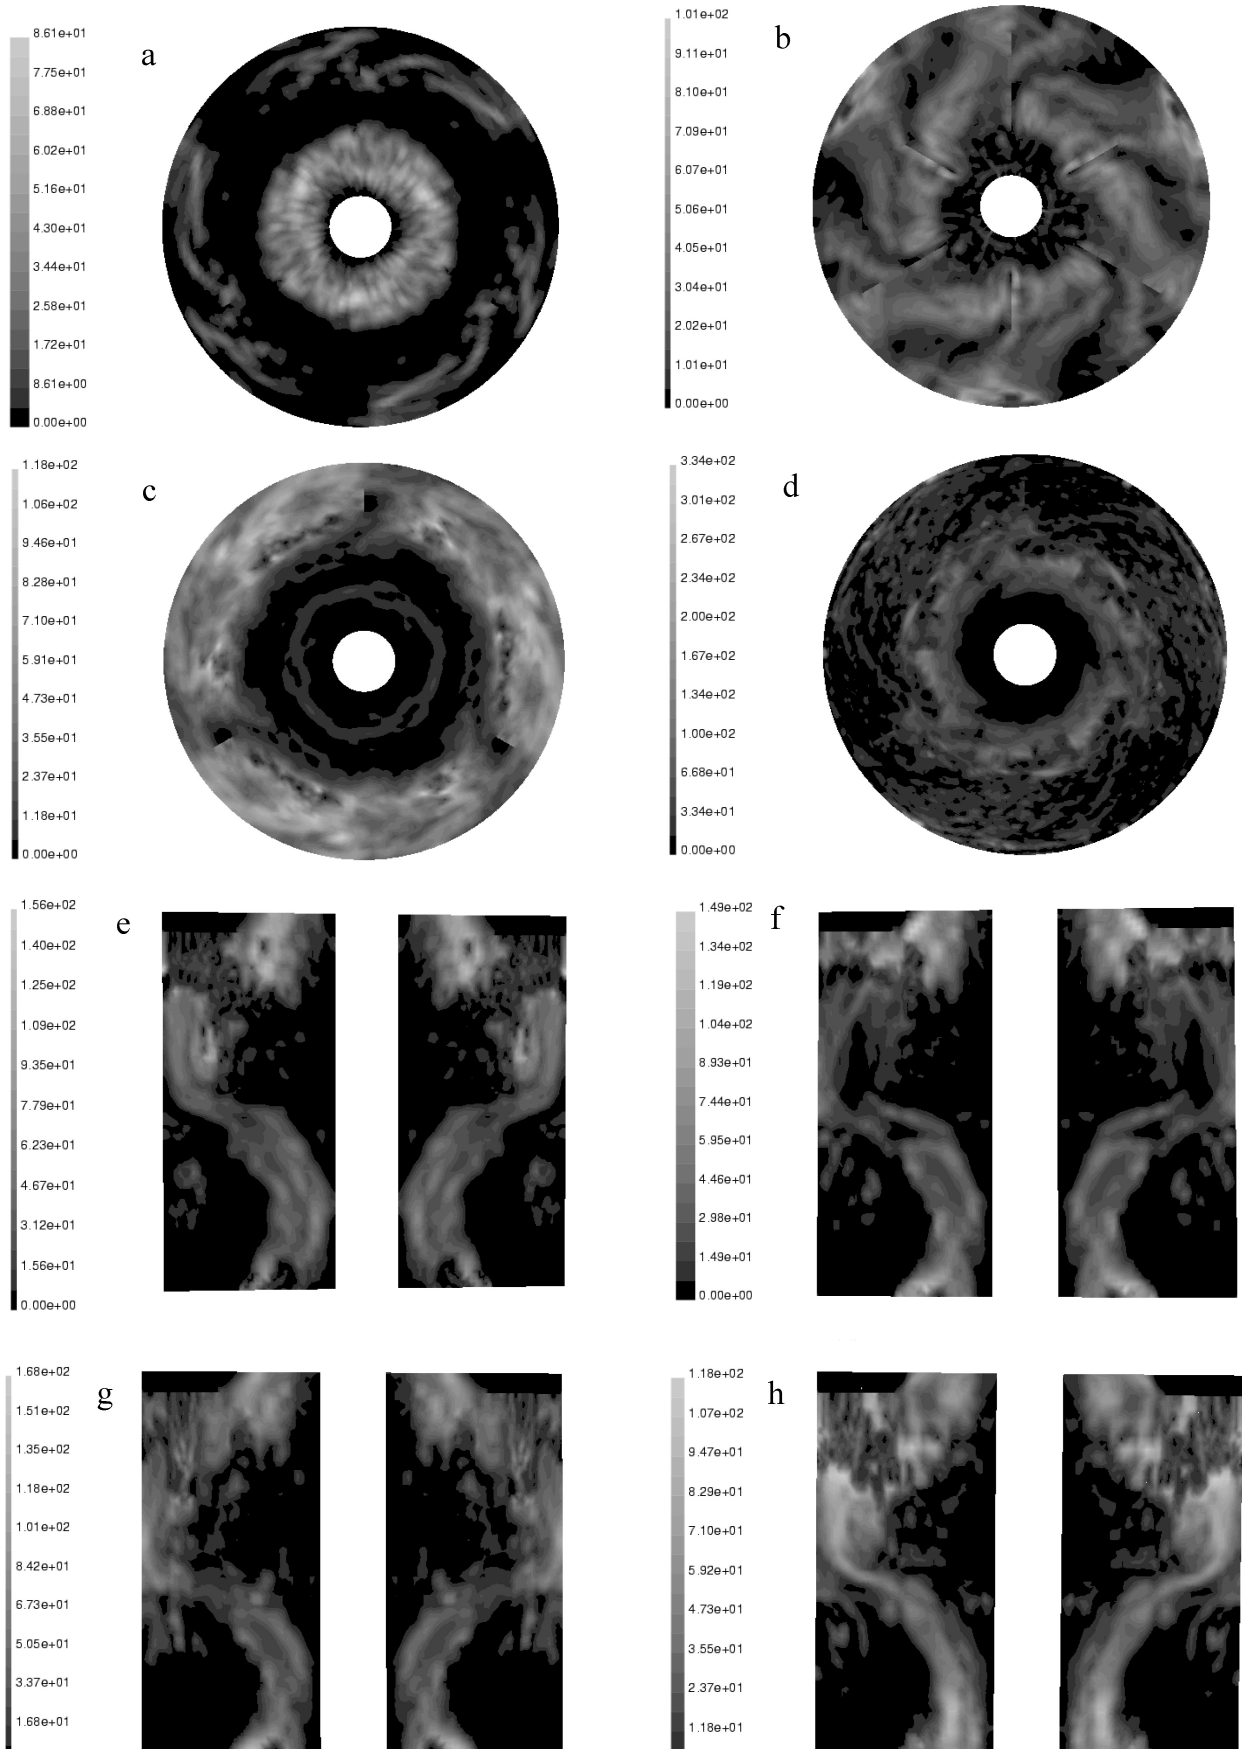 a
8.61e+01
7.75e+01
6.88e+01
6.02e+01
5.16e+01
4.30e+01
3.44e+01
2.58e+01
1.72e+01
8.61e+00
0.00e+00
b
1.01e+02
9.11e+01
8.10e+01
7.09e+01
6.07e+01
5.06e+01
4.05e+01
3.04e+01
2.02e+01
1.01e+01
0.00e+00
c
1.18e+02
1.06e+02
9.46e+01
8.28e+01
7.10e+01
5.91e+01
4.73e+01
3.55e+01
2.37e+01
1.18e+01
0.00e+00
d
3.34e+02
3.01e+02
2.67e+02
2.34e+02
2.00e+02
1.67e+02
1.34e+02
1.00e+02
6.68e+01
3.34e+01
0.00e+00
e
1.56e+02
1.40e+02
1.25e+02
1.09e+02
9.35e+01
7.79e+01
6.23e+01
4.67e+01
3.12e+01
1.56e+01
0.00e+00
f
1.49e+02
1.34e+02
1.19e+02
1.04e+02
8.93e+01
7.44e+01
5.95e+01
4.46e+01
2.98e+01
1.49e+01
0.00e+00
g
1.68e+02
1.51e+02
1.35e+02
1.18e+02
1.01e+02
8.42e+01
6.73e+01
5.05e+01
3.37e+01
1.68e+01
h
1.18e+02
1.07e+02
9.47e+01
8.29e+01
7.10e+01
5.92e+01
4.73e+01
3.55e+01
2.37e+01
1.18e+01